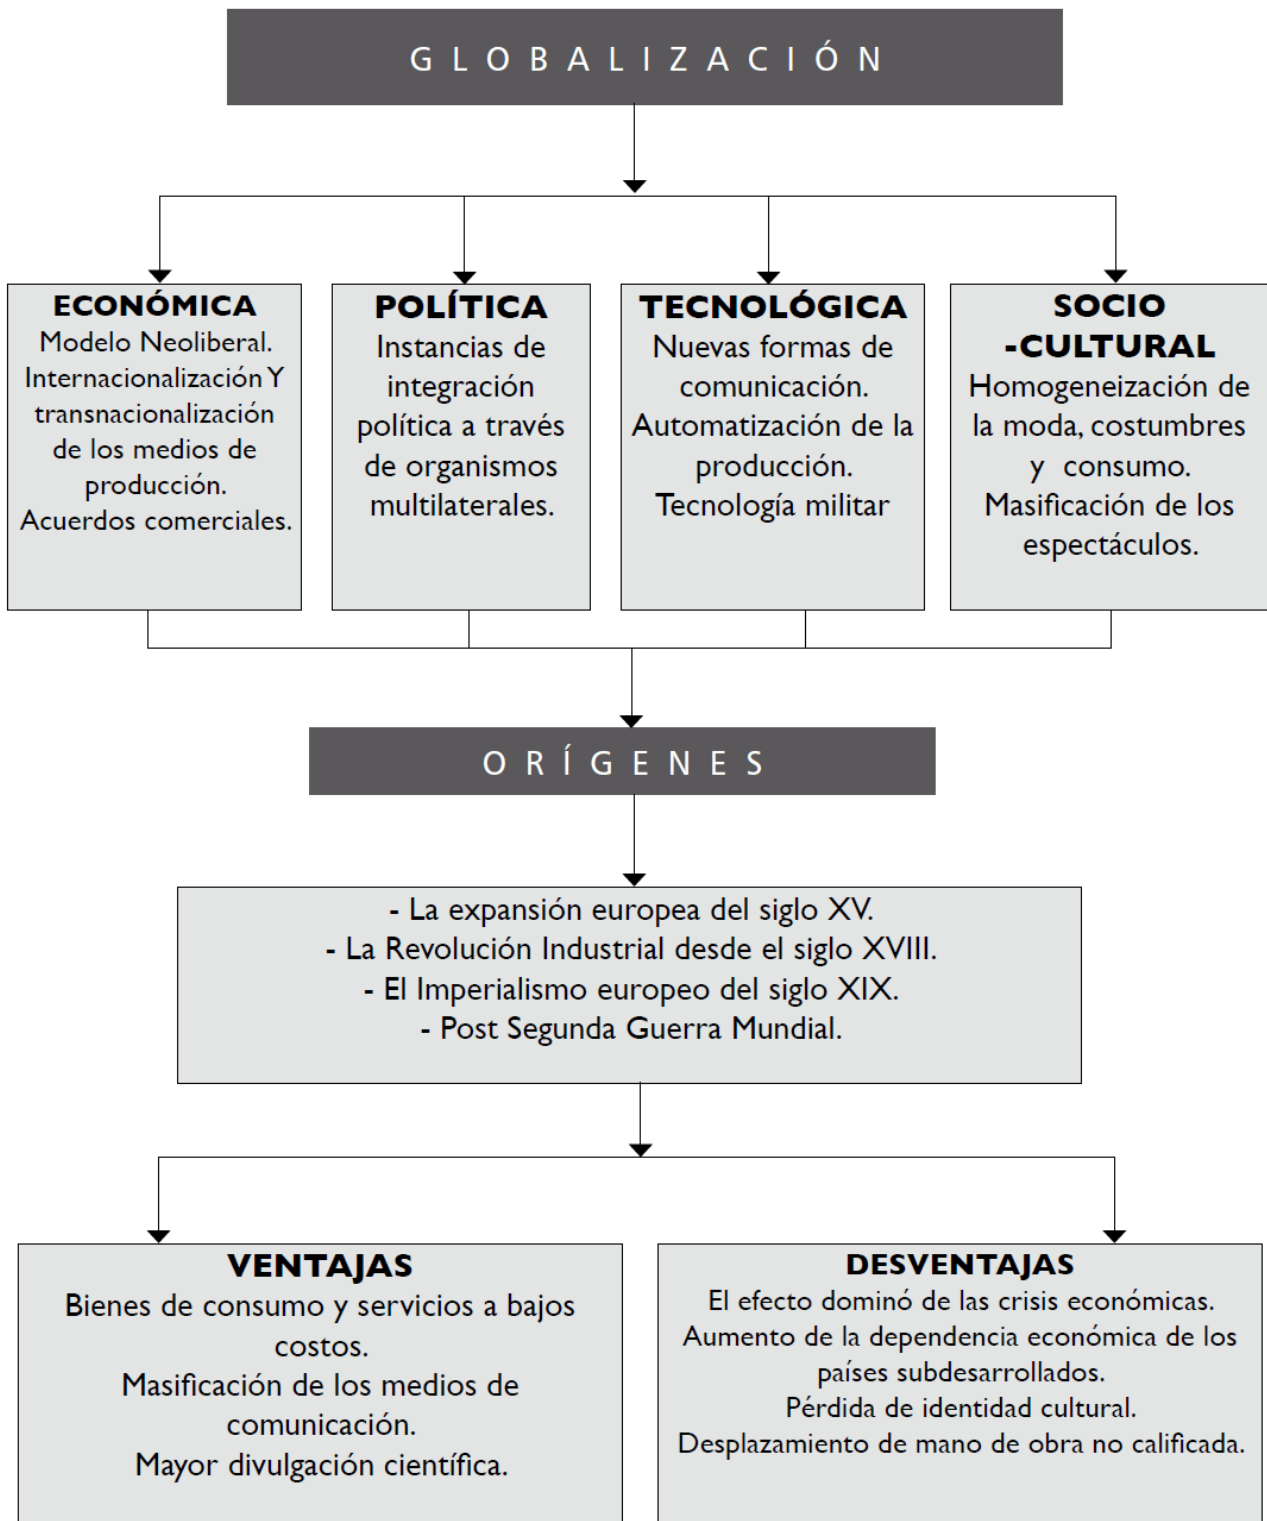 GLOBALIZACIÓN
ECONÓMICA
Modelo Neoliberal.
Internacionalización Y
transnacionalización
de los medios de
producción.
Acuerdos comerciales.
POLÍTICA
Instancias de
integración
política a través
de organismos
multilaterales.
TECNOLÓGICA
Nuevas formas de
comunicación.
Automatización de la
producción.
Tecnología militar
SOCIO
-CULTURAL
Homogeneización de
la moda, costumbres
y consumo.
Masificación de los
espectáculos.
ORÍGENES
- La expansión europea del siglo XV.
- La Revolución Industrial desde el siglo XVIII.
- El Imperialismo europeo del siglo XIX.
- Post Segunda Guerra Mundial.
VENTAJAS
Bienes de consumo y servicios a bajos
costos.
Masificación de los medios de
comunicación.
Mayor divulgación científica.
DESVENTAJAS
El efecto dominó de las crisis económicas.
Aumento de la dependencia económica de los
países subdesarrollados.
Pérdida de identidad cultural.
Desplazamiento de mano de obra no calificada.